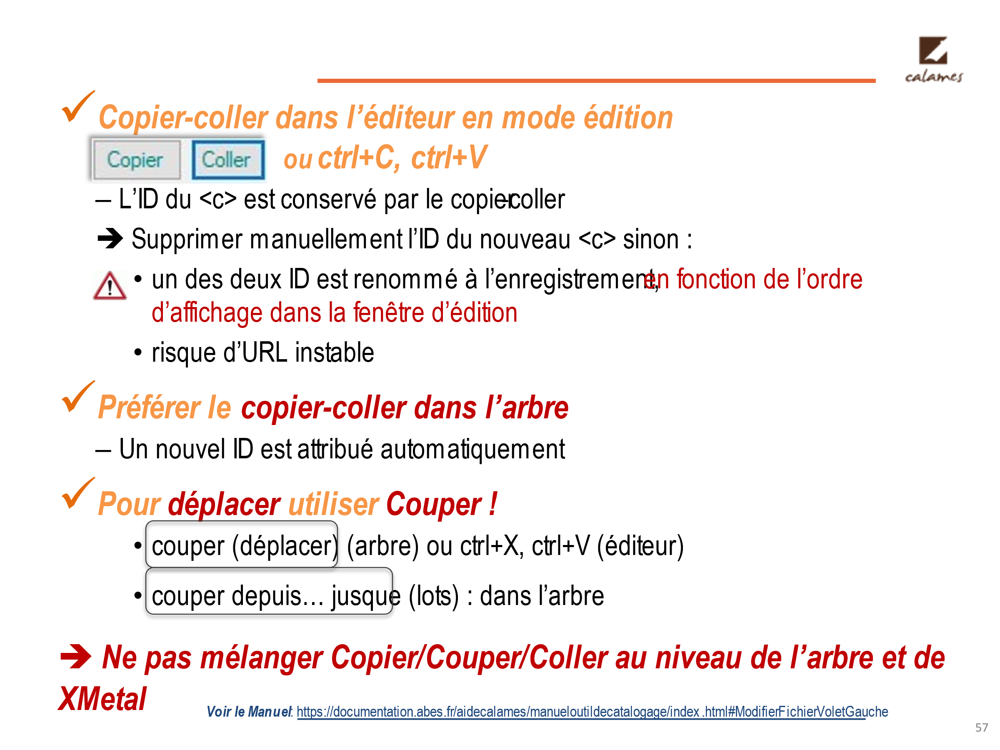 calames
Copier-coller dans l’éditeur en mode édition
Copier Coller ou ctrl+C, ctrl+V
– L’ID du <c> est conservé par le copier-coller
➔ Supprimer manuellement l’ID du nouveau <c> sinon :
• un des deux ID est renommé à l’enregistrement, en fonction de l’ordre
d’affichage dans la fenêtre d’édition
• risque d’URL instable
Préférer le copier-coller dans l’arbre
– Un nouvel ID est attribué automatiquement
Pour déplacer utiliser Couper !
• couper (déplacer) (arbre) ou ctrl+X, ctrl+V (éditeur)
• couper depuis… jusque (lots) : dans l’arbre
➔ Ne pas mélanger Copier/Couper/Coller au niveau de l’arbre et de
XMetal
Voir le Manuel: https://documentation.abes.fr/aidecalames/manueloutildecatalogage/index.html#ModifierFichierVoletGauche
57